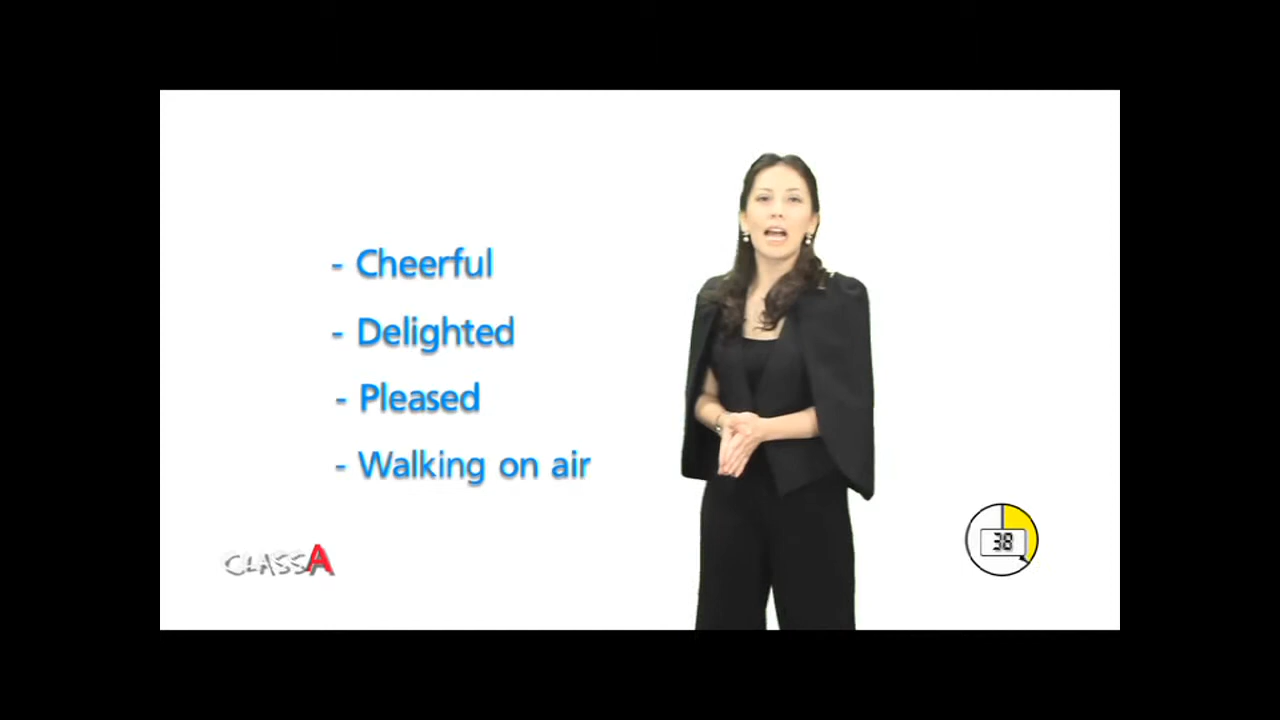 - Cheerful
- Delighted
- Pleased
- Walking on air
CLASSA
38